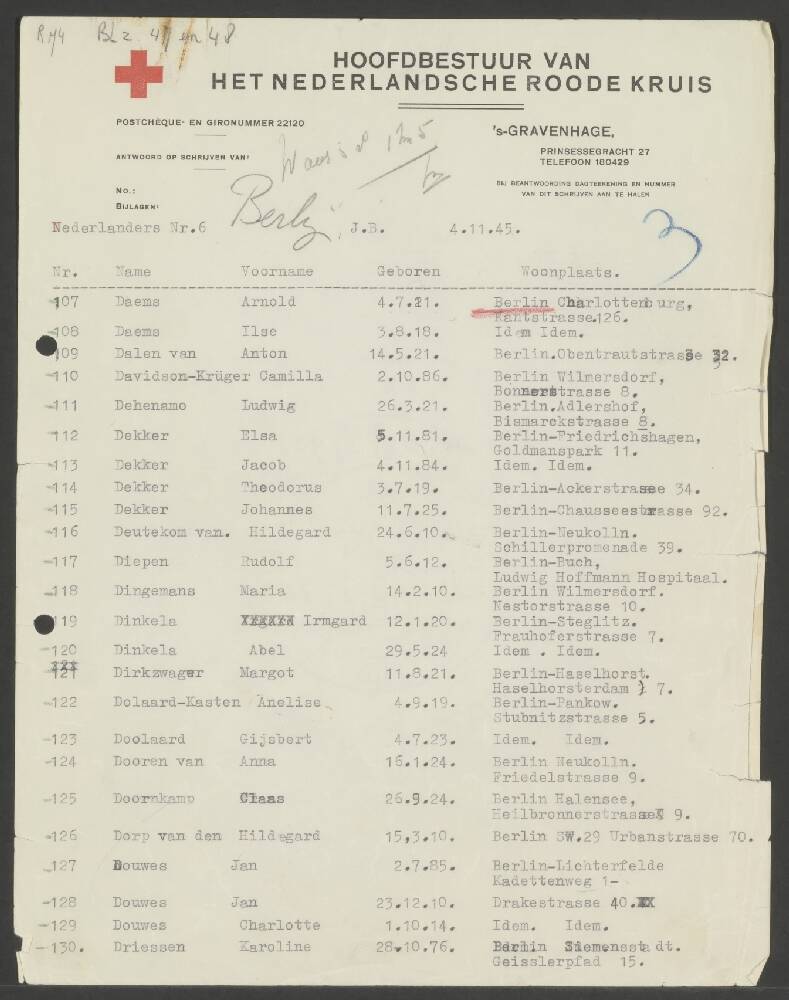 R 44 Blz. 47 en 48
HOOFDBESTUUR VAN
HET NEDERLANDSCHE ROODE KRUIS
POSTCHÈQUE- EN GIRONUMMER 22120
'S-GRAVENHAGE,
PRINSESSEGRACHT 27
TELEFOON 180429
ANTWOORD OP SCHRIJVEN VAN:
BIJ BEANTWOORDING DAGTEEKENING EN NUMMER
VAN DIT SCHRIJVEN AAN TE HALEN
No.:
BIJLAGEN:
3
Nederlanders Nr.6 J.B. 4.11.45.
Nr. Name Voorname Geboren Woonplaats.
107 Daems Arnold 4.7.21. Berlin Charlottenburg,
Kantstrasse.126.
108 Daems Ilse 3.8.18. Idem Idem.
109 Dalen van Anton 14.5.21. Berlin.Obentrautstrasse 32.
110 Davidson-Krüger Camilla 2.10.86. Berlin Wilmersdorf,
Bonnerstrasse 8.
111 Dehenamo Ludwig 26.3.21. Berlin.Adlershof,
Bismarckstrasse 8.
112 Dekker Elsa 5.11.81. Berlin-Friedrichshagen,
Goldmanspark 11.
113 Dekker Jacob 4.11.84. Idem. Idem.
114 Dekker Theodorus 3.7.19. Berlin-Ackerstrasse 34.
115 Dekker Johannes 11.7.25. Berlin-Chausseestrasse 92.
116 Deutekom van. Hildegard 24.6.10. Berlin-Neukolln.
Schillerpromenade 39.
117 Diepen Rudolf 5.6.12. Berlin-Buch,
Ludwig Hoffmann Hospitaal.
118 Dingemans Maria 14.2.10. Berlin Wilmersdorf.
Nestorstrasse 10.
119 Dinkela Irmgard 12.1.20. Berlin-Steglitz.
Frauhoferstrasse 7.
120 Dinkela Abel 29.5.24 Idem . Idem.
121 Dirkzwager Margot 11.8.21. Berlin-Haselhorst.
Haselhorsterdam 7.
122 Dolaard-Kasten Anelise. 4.9.19. Berlin-Pankow.
Stubnitzstrasse 5.
123 Doolaard Gijsbert 4.7.23. Idem. Idem.
124 Dooren van Anna 16.1.24. Berlin Neukolln.
Friedelstrasse 9.
125 Doornkamp Claas 26.9.24. Berlin Halensee,
Heilbronnerstrasse 9.
126 Dorp van den Hildegard 15,3.10. Berlin SW.29 Urbanstrasse 70.
127 Douwes Jan 2.7.85. Berlin-Lichterfelde
Kadettenweg 1-
128 Douwes Jan 23.12.10. Drakestrasse 40.
129 Douwes Charlotte 1.10.14. Idem. Idem.
130. Driessen Karoline 28.10.76. Berlin Siemensstadt.
Geisslerpfad 15.